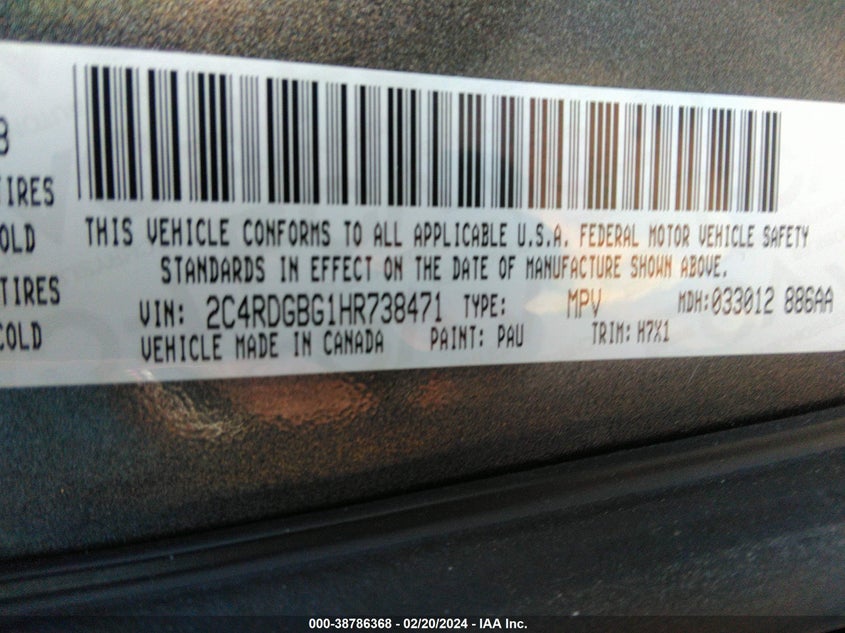 3
TIRES
OLD
TIRES
COLD
THIS VEHICLE CONFORMS TO ALL APPLICABLE U.S.A. FEDERAL MOTOR VEHICLE SAFETY
STANDARDS IN EFFECT ON THE DATE OF MANUFACTURE SHOWN ABOVE.
VIN: 2C4RDGBG1HR738471 TYPE: MPV MDH:033012 886AA
VEHICLE MADE IN CANADA PAINT: PAU TRIM: H7X1
000-38786368 - 02/20/2024 - IAA Inc.